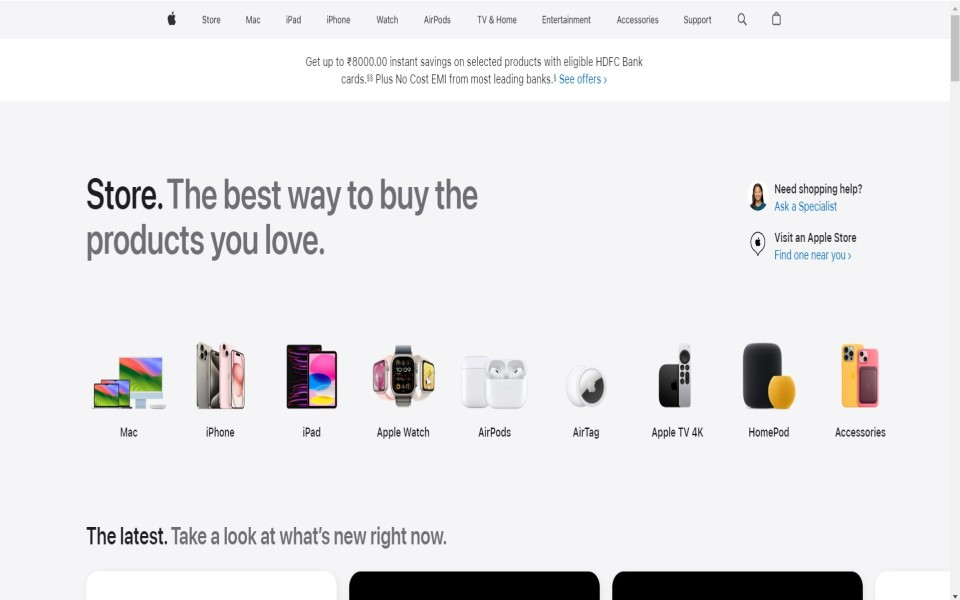 Store Mac iPad iPhone Watch AirPods TV & Home Entertainment Accessories Support
Get up to ₹8000.00 instant savings on selected products with eligible HDFC Bank
cards.§§ Plus No Cost EMI from most leading banks.§ See offers ›
Store. The best way to buy the
products you love.
Need shopping help?
Ask a Specialist
Visit an Apple Store
Find one near you ›
Mac iPhone iPad Apple Watch AirPods AirTag Apple TV 4K HomePod Accessories
The latest. Take a look at what’s new right now.